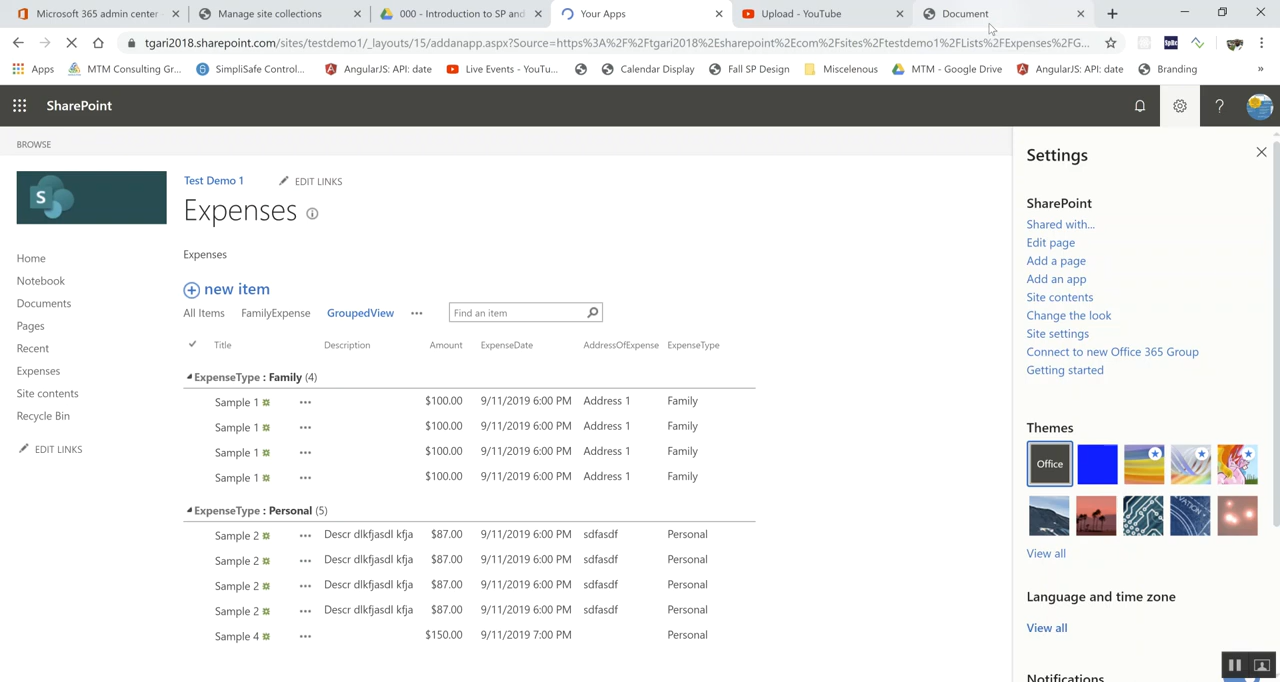 Microsoft 365 admin center
Manage site collections
000 - Introduction to SP and
Your Apps
Upload - YouTube
Document
tgari2018.sharepoint.com/sites/testdemo1/_layouts/15/addanapp.aspx?Source=https%3A%2F%2Ftgari2018%2Esharepoint%2Ecom%2Fsites%2Ftestdemo1%2FLists%2FExpenses%2FG...
Apps
MTM Consulting Gr...
SimpliSafe Control...
AngularJS: API: date
Live Events - YouTu...
Calendar Display
Fall SP Design
Miscelenous
MTM - Google Drive
AngularJS: API: date
Branding
»
SharePoint
?
BROWSE
S
Test Demo 1
EDIT LINKS
Expenses
Home
Notebook
Documents
Pages
Recent
Expenses
Site contents
Recycle Bin
EDIT LINKS
Expenses
new item
All Items FamilyExpense GroupedView ••• Find an item
Title Description Amount ExpenseDate AddressOfExpense ExpenseType
ExpenseType : Family (4)
Sample 1 ••• $100.00 9/11/2019 6:00 PM Address 1 Family
Sample 1 ••• $100.00 9/11/2019 6:00 PM Address 1 Family
Sample 1 ••• $100.00 9/11/2019 6:00 PM Address 1 Family
Sample 1 ••• $100.00 9/11/2019 6:00 PM Address 1 Family
ExpenseType : Personal (5)
Sample 2 ••• Descr dlkfjasdl kfja $87.00 9/11/2019 6:00 PM sdfasdf Personal
Sample 2 ••• Descr dlkfjasdl kfja $87.00 9/11/2019 6:00 PM sdfasdf Personal
Sample 2 ••• Descr dlkfjasdl kfja $87.00 9/11/2019 6:00 PM sdfasdf Personal
Sample 2 ••• Descr dlkfjasdl kfja $87.00 9/11/2019 6:00 PM sdfasdf Personal
Sample 4 ••• $150.00 9/11/2019 7:00 PM Personal
Settings
SharePoint
Shared with...
Edit page
Add a page
Add an app
Site contents
Change the look
Site settings
Connect to new Office 365 Group
Getting started
Themes
Office
View all
Language and time zone
View all
Notifications